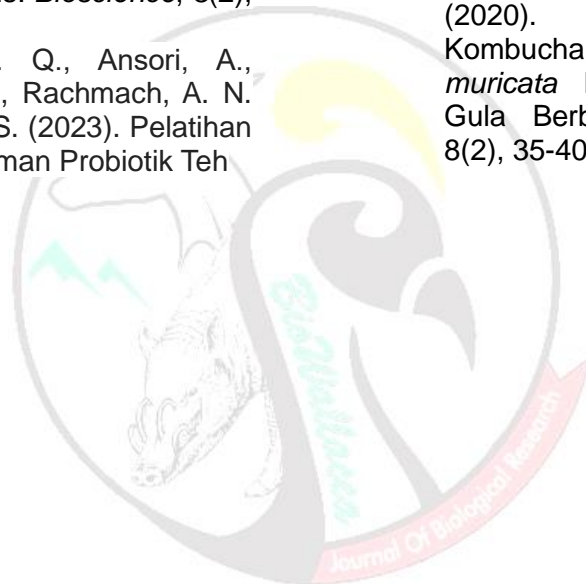 Bioscience, 8(2),
Q., Ansori, A.,
, Rachmach, A. N.
S. (2023). Pelatihan
man Probiotik Teh
(2020).
Kombucha
muricata
Gula Berb
8(2), 35-40
BioWallacea
Journal Of Biological Research